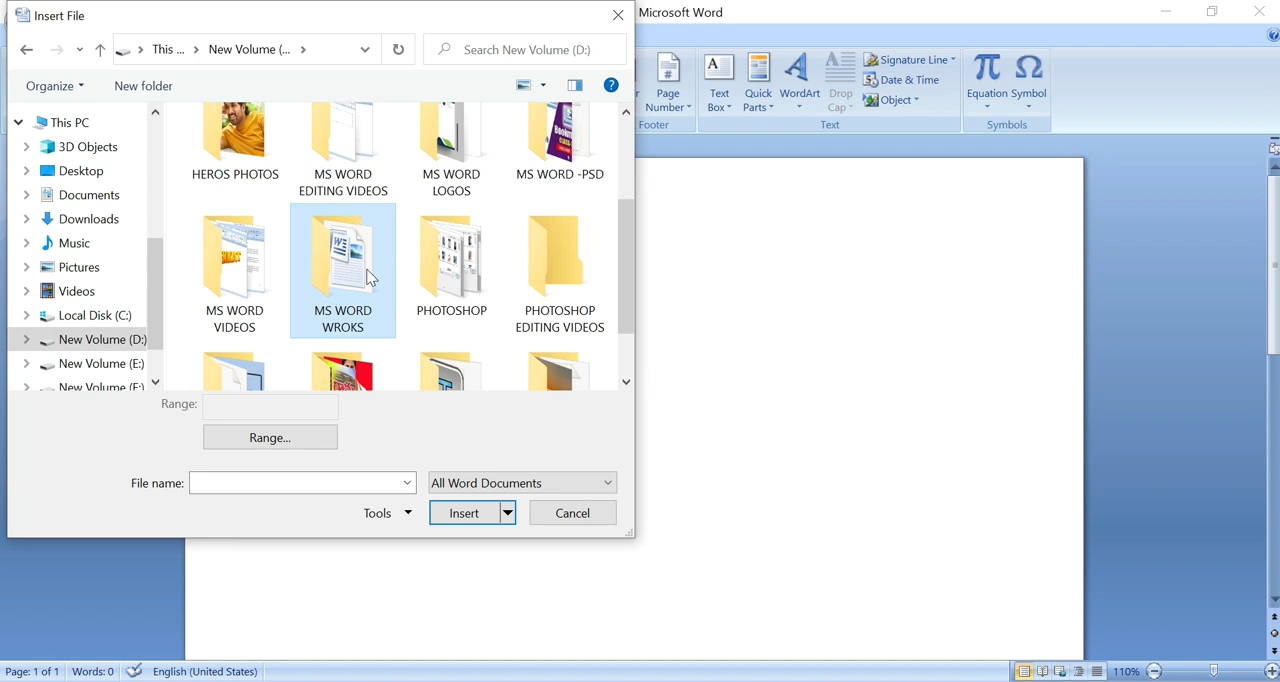 Insert File
Microsoft Word
This ... New Volume (...
Search New Volume (D:)
Organize
New folder
This PC
3D Objects
Desktop
Documents
Downloads
Music
Pictures
Videos
Local Disk (C:)
New Volume (D:)
New Volume (E:)
HEROS PHOTOS
MS WORD
EDITING VIDEOS
MS WORD
LOGOS
MS WORD -PSD
MS WORD
VIDEOS
MS WORD
WROKS
PHOTOSHOP
PHOTOSHOP
EDITING VIDEOS
Range:
Range...
File name:
All Word Documents
Tools
Insert
Cancel
Page
Number
Footer
Text
Box
Quick
Parts
WordArt
Drop
Cap
Signature Line
Date & Time
Object
Text
Equation
Symbol
Symbols
Page: 1 of 1
Words: 0
English (United States)
110%